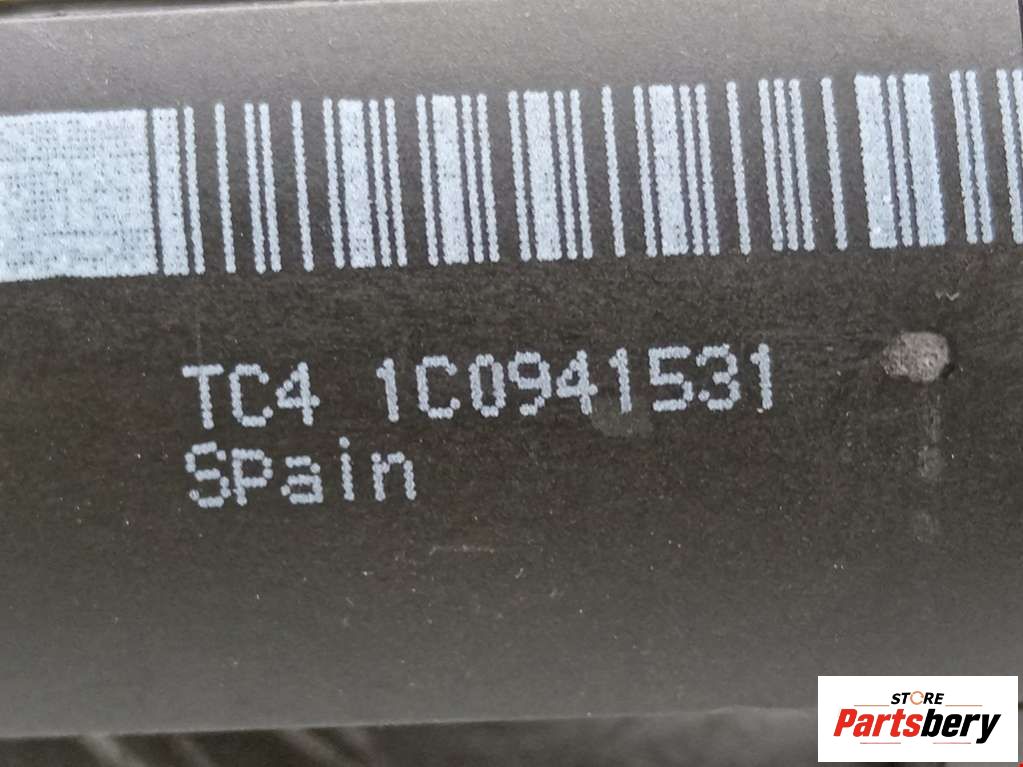 TC4 1C0941531
SPain
STORE
Partsbery